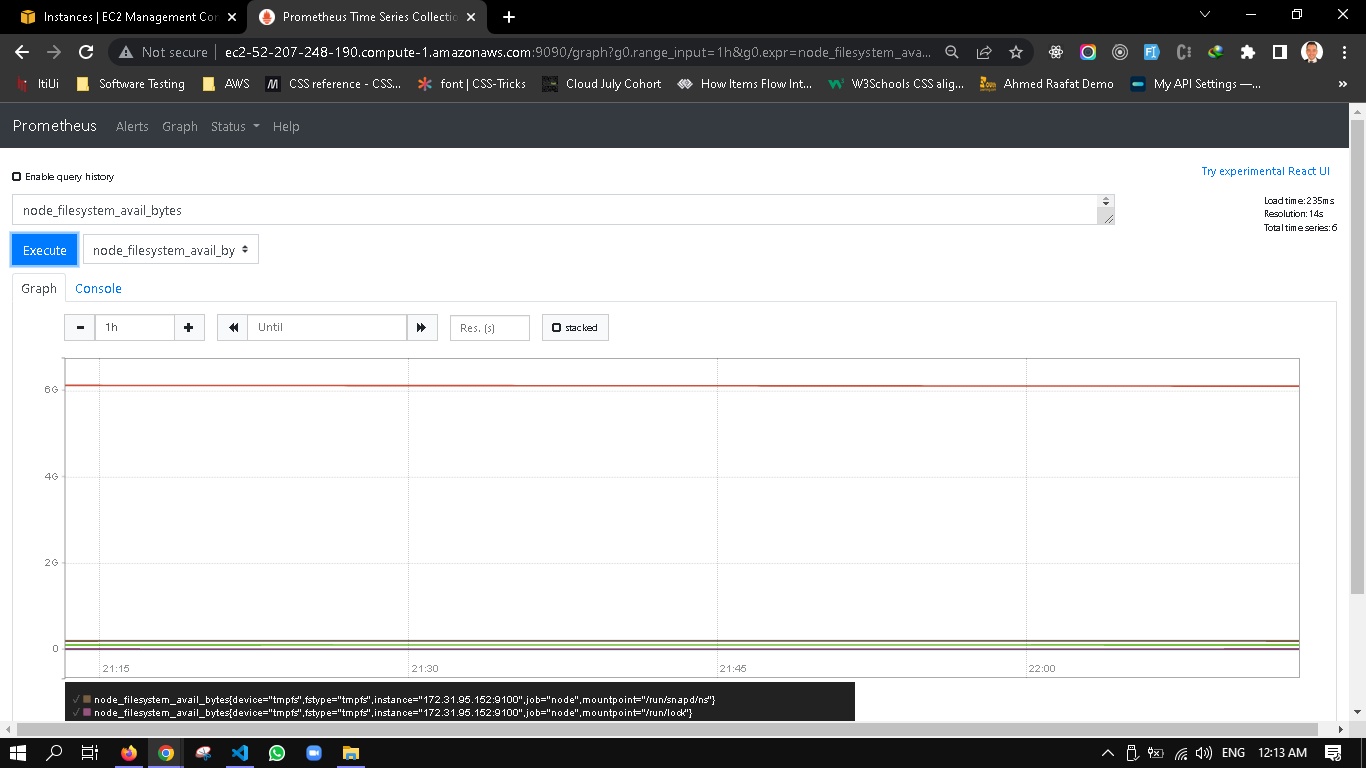 Instances | EC2 Management Con
Prometheus Time Series Collectio
Not secure
ec2-52-207-248-190.compute-1.amazonaws.com:9090/graph?g0.range_input=1h&g0.expr=node_filesystem_ava...
ItiUi
Software Testing
AWS
CSS reference - CSS...
font | CSS-Tricks
Cloud July Cohort
How Items Flow Int...
W3Schools CSS alig...
Ahmed Raafat Demo
My API Settings —...
»
Prometheus
Alerts
Graph
Status
Help
Enable query history
Try experimental React UI
node_filesystem_avail_bytes
Load time: 235ms
Resolution: 14s
Total time series: 6
Execute
node_filesystem_avail_by
Graph
Console
1h
Until
Res. (s)
stacked
6G
4G
2G
0
21:15
21:30
21:45
22:00
✓ node_filesystem_avail_bytes{device="tmpfs",fstype="tmpfs",instance="172.31.95.152:9100",job="node",mountpoint="/run/snapd/ns"}
✓ node_filesystem_avail_bytes{device="tmpfs",fstype="tmpfs",instance="172.31.95.152:9100",job="node",mountpoint="/run/lock"}
ENG
12:13 AM